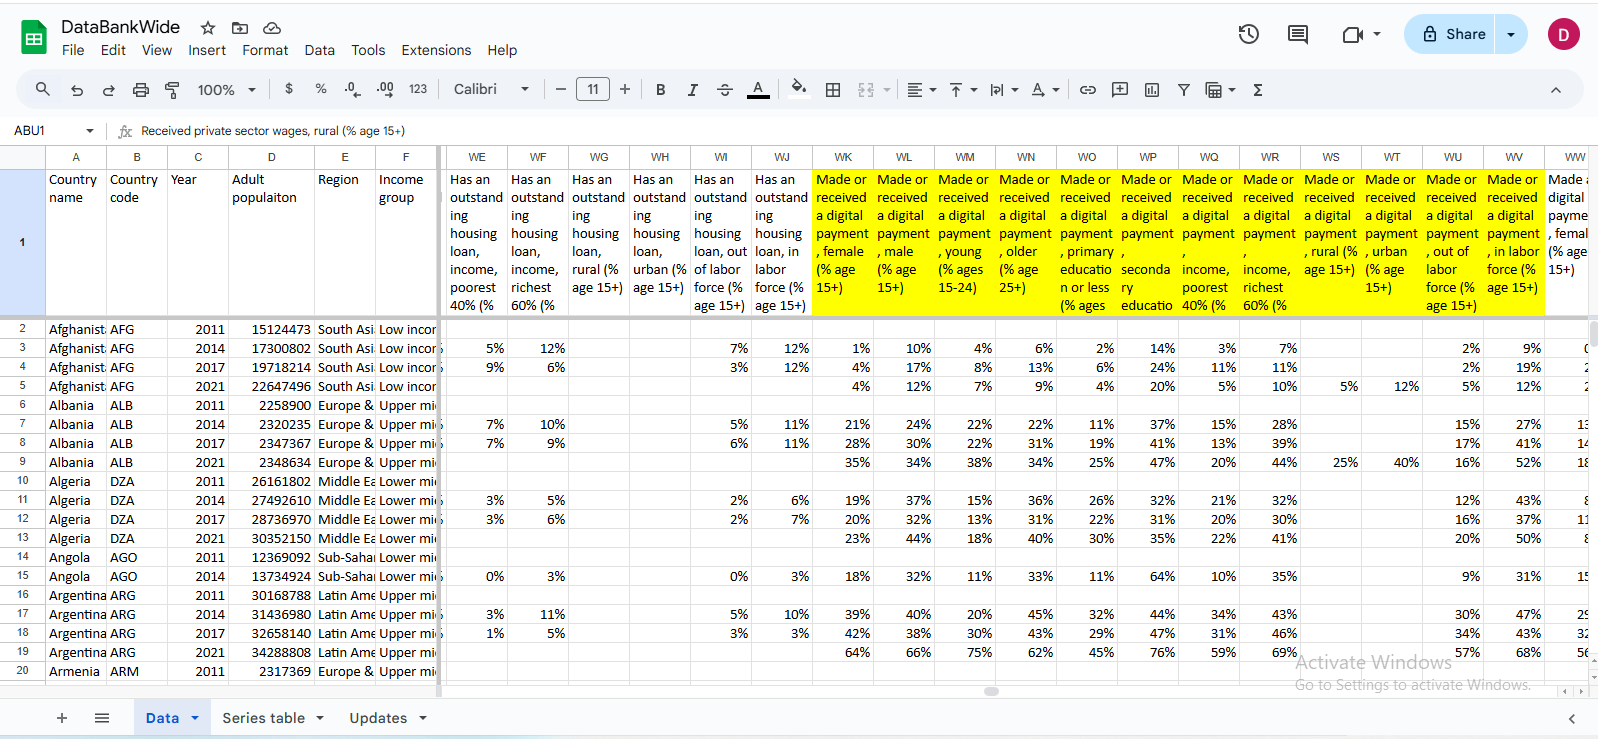 DataBankWide
File Edit View Insert Format Data Tools Extensions Help
Share
D
100% $ % .0 .00 123 Calibri 11 B I A
ABU1 fx Received private sector wages, rural (% age 15+)
A B C D E F WE WF WG WH WI WJ WK WL WM WN WO WP WQ WR WS WT WU WV WW
1
Country name
Country code
Year
Adult populaiton
Region
Income group
Has an outstanding housing loan, income, poorest 40% (%
Has an outstanding housing loan, income, richest 60% (%
Has an outstanding housing loan, rural (% age 15+)
Has an outstanding housing loan, urban (% age 15+)
Has an outstanding housing loan, out of labor force (% age 15+)
Has an outstanding housing loan, in labor force (% age 15+)
Made or received a digital payment, female (% age 15+)
Made or received a digital payment, male (% age 15+)
Made or received a digital payment, young (% ages 15-24)
Made or received a digital payment, older (% age 25+)
Made or received a digital payment, primary education or less (% ages
Made or received a digital payment, secondary educatio
Made or received a digital payment, income, poorest 40% (%
Made or received a digital payment, income, richest 60% (%
Made or received a digital payment, rural (% age 15+)
Made or received a digital payment, urban (% age 15+)
Made or received a digital payment, out of labor force (% age 15+)
Made or received a digital payment, in labor force (% age 15+)
Made digital payme, femal (% age 15+)
2 Afghanist AFG 2011 15124473 South Asi Low incor
3 Afghanist AFG 2014 17300802 South Asi Low incor 5% 12% 7% 12% 1% 10% 4% 6% 2% 14% 3% 7% 2% 9%
4 Afghanist AFG 2017 19718214 South Asi Low incor 9% 6% 3% 12% 4% 17% 8% 13% 6% 24% 11% 11% 2% 19%
5 Afghanist AFG 2021 22647496 South Asi Low incor 4% 12% 7% 9% 4% 20% 5% 10% 5% 12% 5% 12%
6 Albania ALB 2011 2258900 Europe & Upper mi
7 Albania ALB 2014 2320235 Europe & Upper mi 7% 10% 5% 11% 21% 24% 22% 22% 11% 37% 15% 28% 15% 27% 13
8 Albania ALB 2017 2347367 Europe & Upper mi 7% 9% 6% 11% 28% 30% 22% 31% 19% 41% 13% 39% 17% 41% 14
9 Albania ALB 2021 2348634 Europe & Upper mi 35% 34% 38% 34% 25% 47% 20% 44% 25% 40% 16% 52% 18
10 Algeria DZA 2011 26161802 Middle Ea Lower mi
11 Algeria DZA 2014 27492610 Middle Ea Lower mi 3% 5% 2% 6% 19% 37% 15% 36% 26% 32% 21% 32% 12% 43% 8
12 Algeria DZA 2017 28736970 Middle Ea Lower mi 3% 6% 2% 7% 20% 32% 13% 31% 22% 31% 20% 30% 16% 37% 11
13 Algeria DZA 2021 30352150 Middle Ea Lower mi 23% 44% 18% 40% 30% 35% 22% 41% 20% 50% 8
14 Angola AGO 2011 12369092 Sub-Sahar Lower mi
15 Angola AGO 2014 13734924 Sub-Sahar Lower mi 0% 3% 0% 3% 18% 32% 11% 33% 11% 64% 10% 35% 9% 31% 15
16 Argentina ARG 2011 30168788 Latin Ame Upper mi
17 Argentina ARG 2014 31436980 Latin Ame Upper mi 3% 11% 5% 10% 39% 40% 20% 45% 32% 44% 34% 43% 30% 47% 29
18 Argentina ARG 2017 32658140 Latin Ame Upper mi 1% 5% 3% 3% 42% 38% 30% 43% 29% 47% 31% 46% 34% 43% 32
19 Argentina ARG 2021 34288808 Latin Ame Upper mi 64% 66% 75% 62% 45% 76% 59% 69% 57% 68% 56
20 Armenia ARM 2011 2317369 Europe & Upper mi
Activate Windows
Go to Settings to activate Windows.
Data Series table Updates